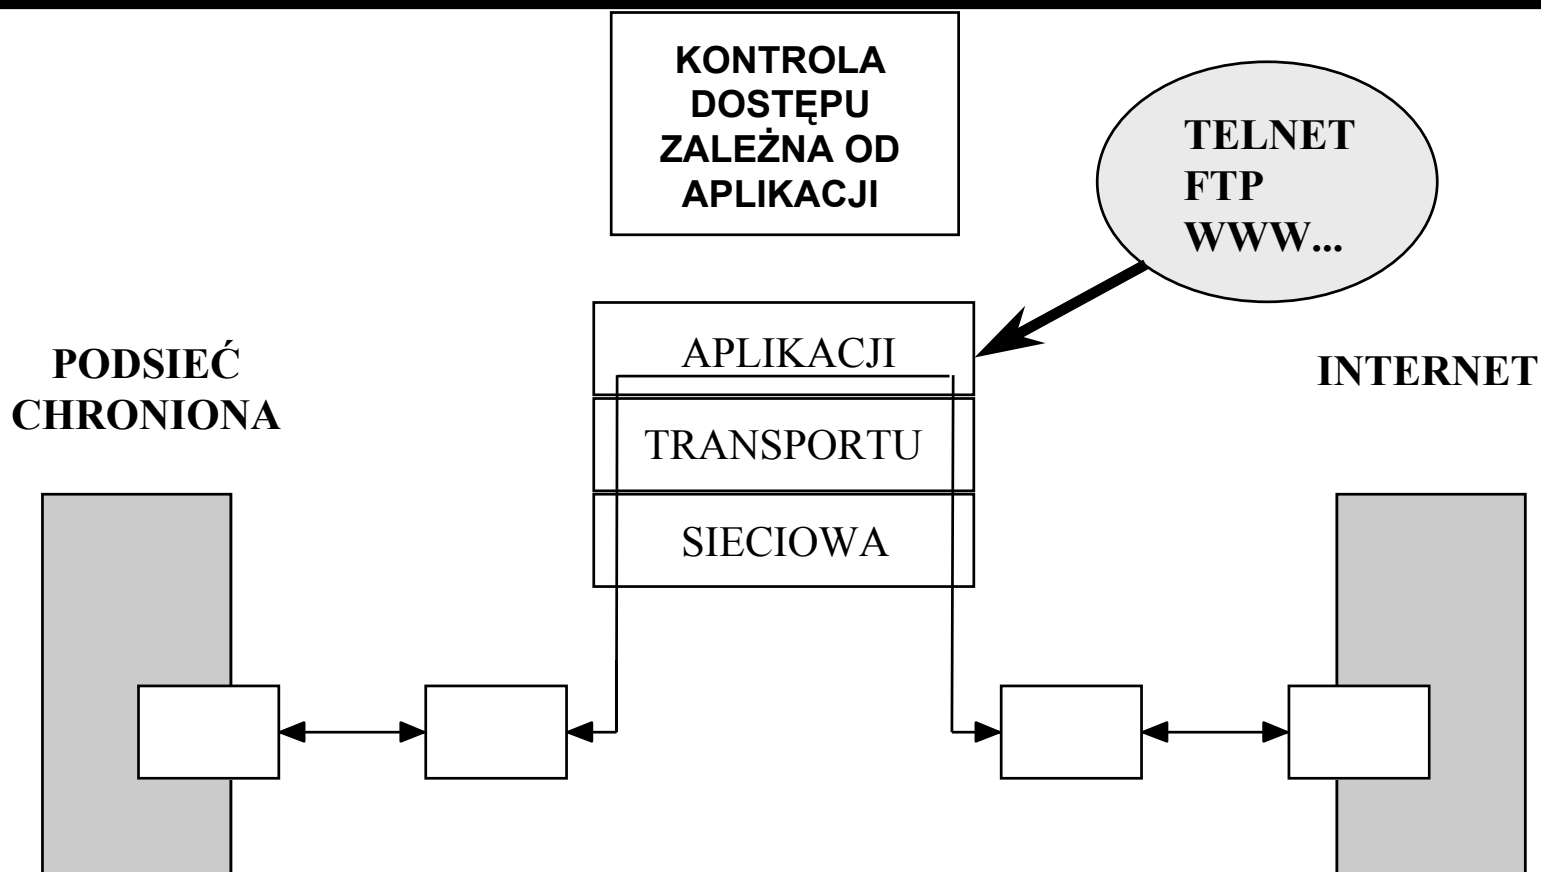 KONTROLA
DOSTĘPU
ZALEŻNA OD
APLIKACJI
TELNET
FTP
WWW...
APLIKACJI
PODSIEĆ
CHRONIONA
INTERNET
TRANSPORTU
SIECIOWA